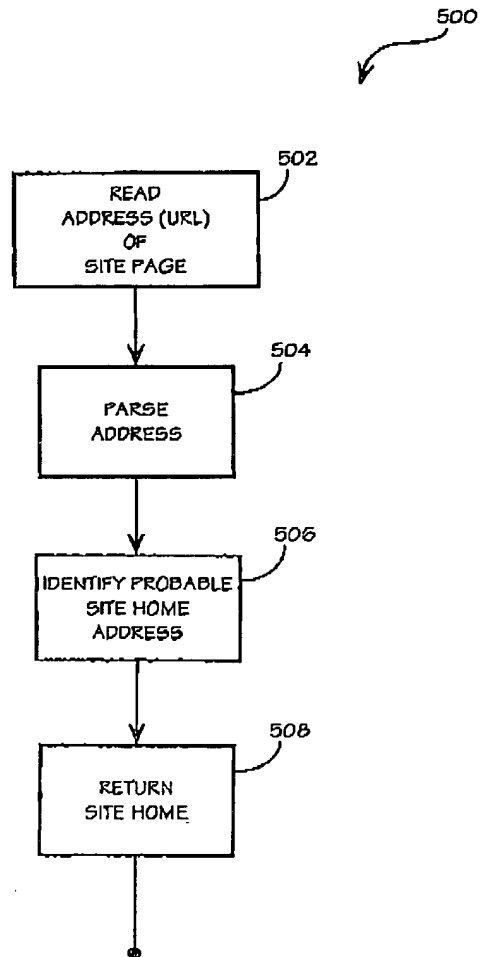 500
502
READ
ADDRESS (URL)
OF
SITE PAGE
504
PARSE
ADDRESS
506
IDENTIFY PROBABLE
SITE HOME
ADDRESS
508
RETURN
SITE HOME